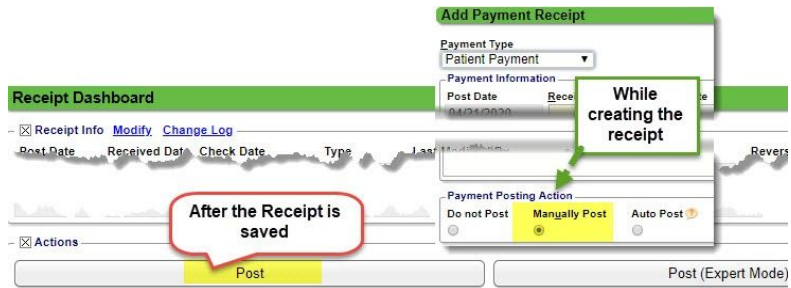 Add Payment Receipt
Payment Type
Patient Payment
Payment Information
Post Date
04/21/2020
While creating the receipt
Receipt Dashboard
Receipt Info Modify Change Log
Post Date Received Date Check Date Type Last
After the Receipt is saved
Payment Posting Action
Do not Post Manually Post Auto Post
Actions
Post Post (Expert Mode)